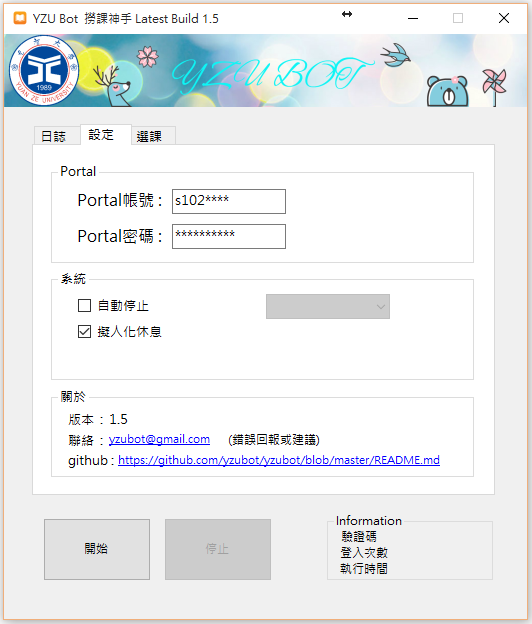 YZU Bot 撈課神手 Latest Build 1.5
YUAN ZE UNIVERSITY
1989
YZU BOT
日誌
設定
選課
Portal
Portal帳號 : s102****
Portal密碼 : **********
系統
自動停止
擬人化休息
關於
版本 : 1.5
聯絡 : yzubot@gmail.com (錯誤回報或建議)
github : https://github.com/yzubot/yzubot/blob/master/README.md
開始
停止
Information
驗證碼
登入次數
執行時間